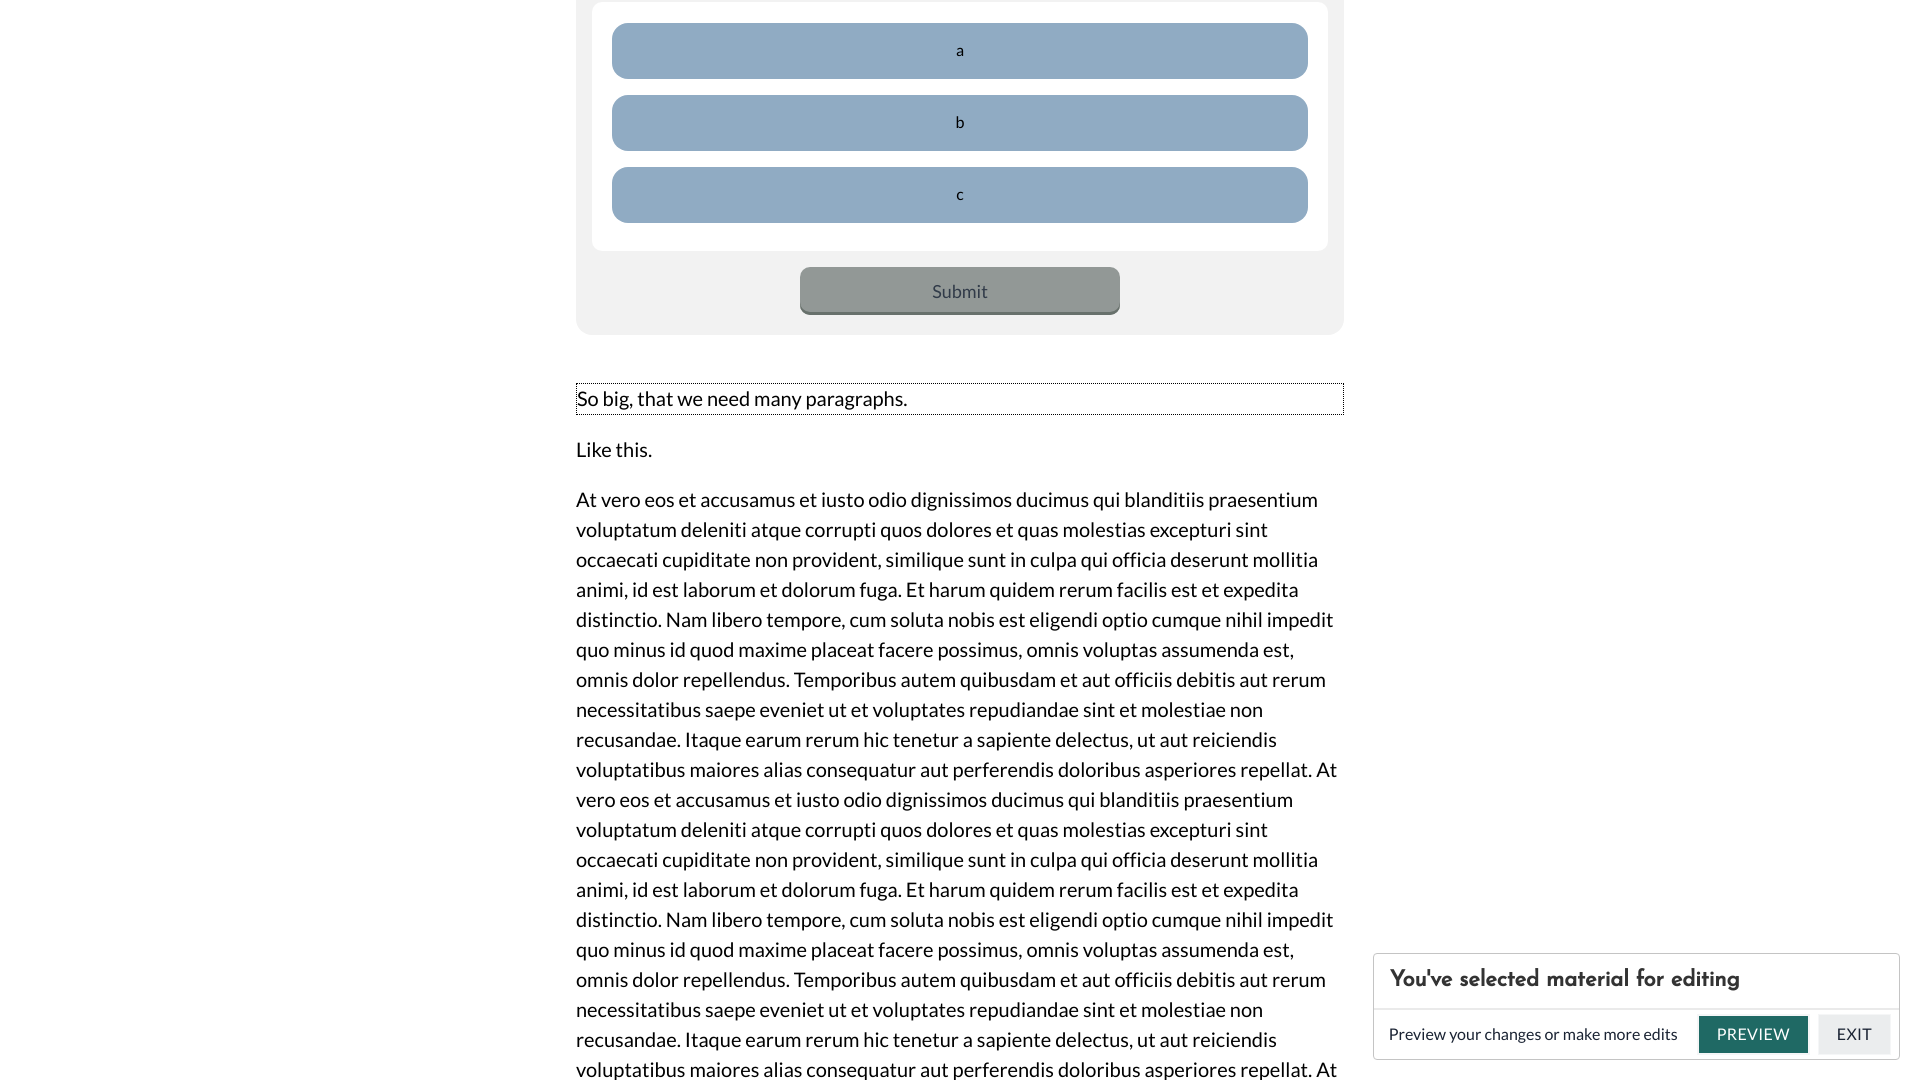 a
b
c
Submit
So big, that we need many paragraphs.
Like this.
At vero eos et accusamus et iusto odio dignissimos ducimus qui blanditiis praesentium
voluptatum deleniti atque corrupti quos dolores et quas molestias excepturi sint
occaecati cupiditate non provident, similique sunt in culpa qui officia deserunt mollitia
animi, id est laborum et dolorum fuga. Et harum quidem rerum facilis est et expedita
distinctio. Nam libero tempore, cum soluta nobis est eligendi optio cumque nihil impedit
quo minus id quod maxime placeat facere possimus, omnis voluptas assumenda est,
omnis dolor repellendus. Temporibus autem quibusdam et aut officiis debitis aut rerum
necessitatibus saepe eveniet ut et voluptates repudiandae sint et molestiae non
recusandae. Itaque earum rerum hic tenetur a sapiente delectus, ut aut reiciendis
voluptatibus maiores alias consequatur aut perferendis doloribus asperiores repellat. At
vero eos et accusamus et iusto odio dignissimos ducimus qui blanditiis praesentium
voluptatum deleniti atque corrupti quos dolores et quas molestias excepturi sint
occaecati cupiditate non provident, similique sunt in culpa qui officia deserunt mollitia
animi, id est laborum et dolorum fuga. Et harum quidem rerum facilis est et expedita
distinctio. Nam libero tempore, cum soluta nobis est eligendi optio cumque nihil impedit
quo minus id quod maxime placeat facere possimus, omnis voluptas assumenda est,
omnis dolor repellendus. Temporibus autem quibusdam et aut officiis debitis aut rerum
necessitatibus saepe eveniet ut et voluptates repudiandae sint et molestiae non
recusandae. Itaque earum rerum hic tenetur a sapiente delectus, ut aut reiciendis
voluptatibus maiores alias consequatur aut perferendis doloribus asperiores repellat. At
You've selected material for editing
Preview your changes or make more edits PREVIEW EXIT